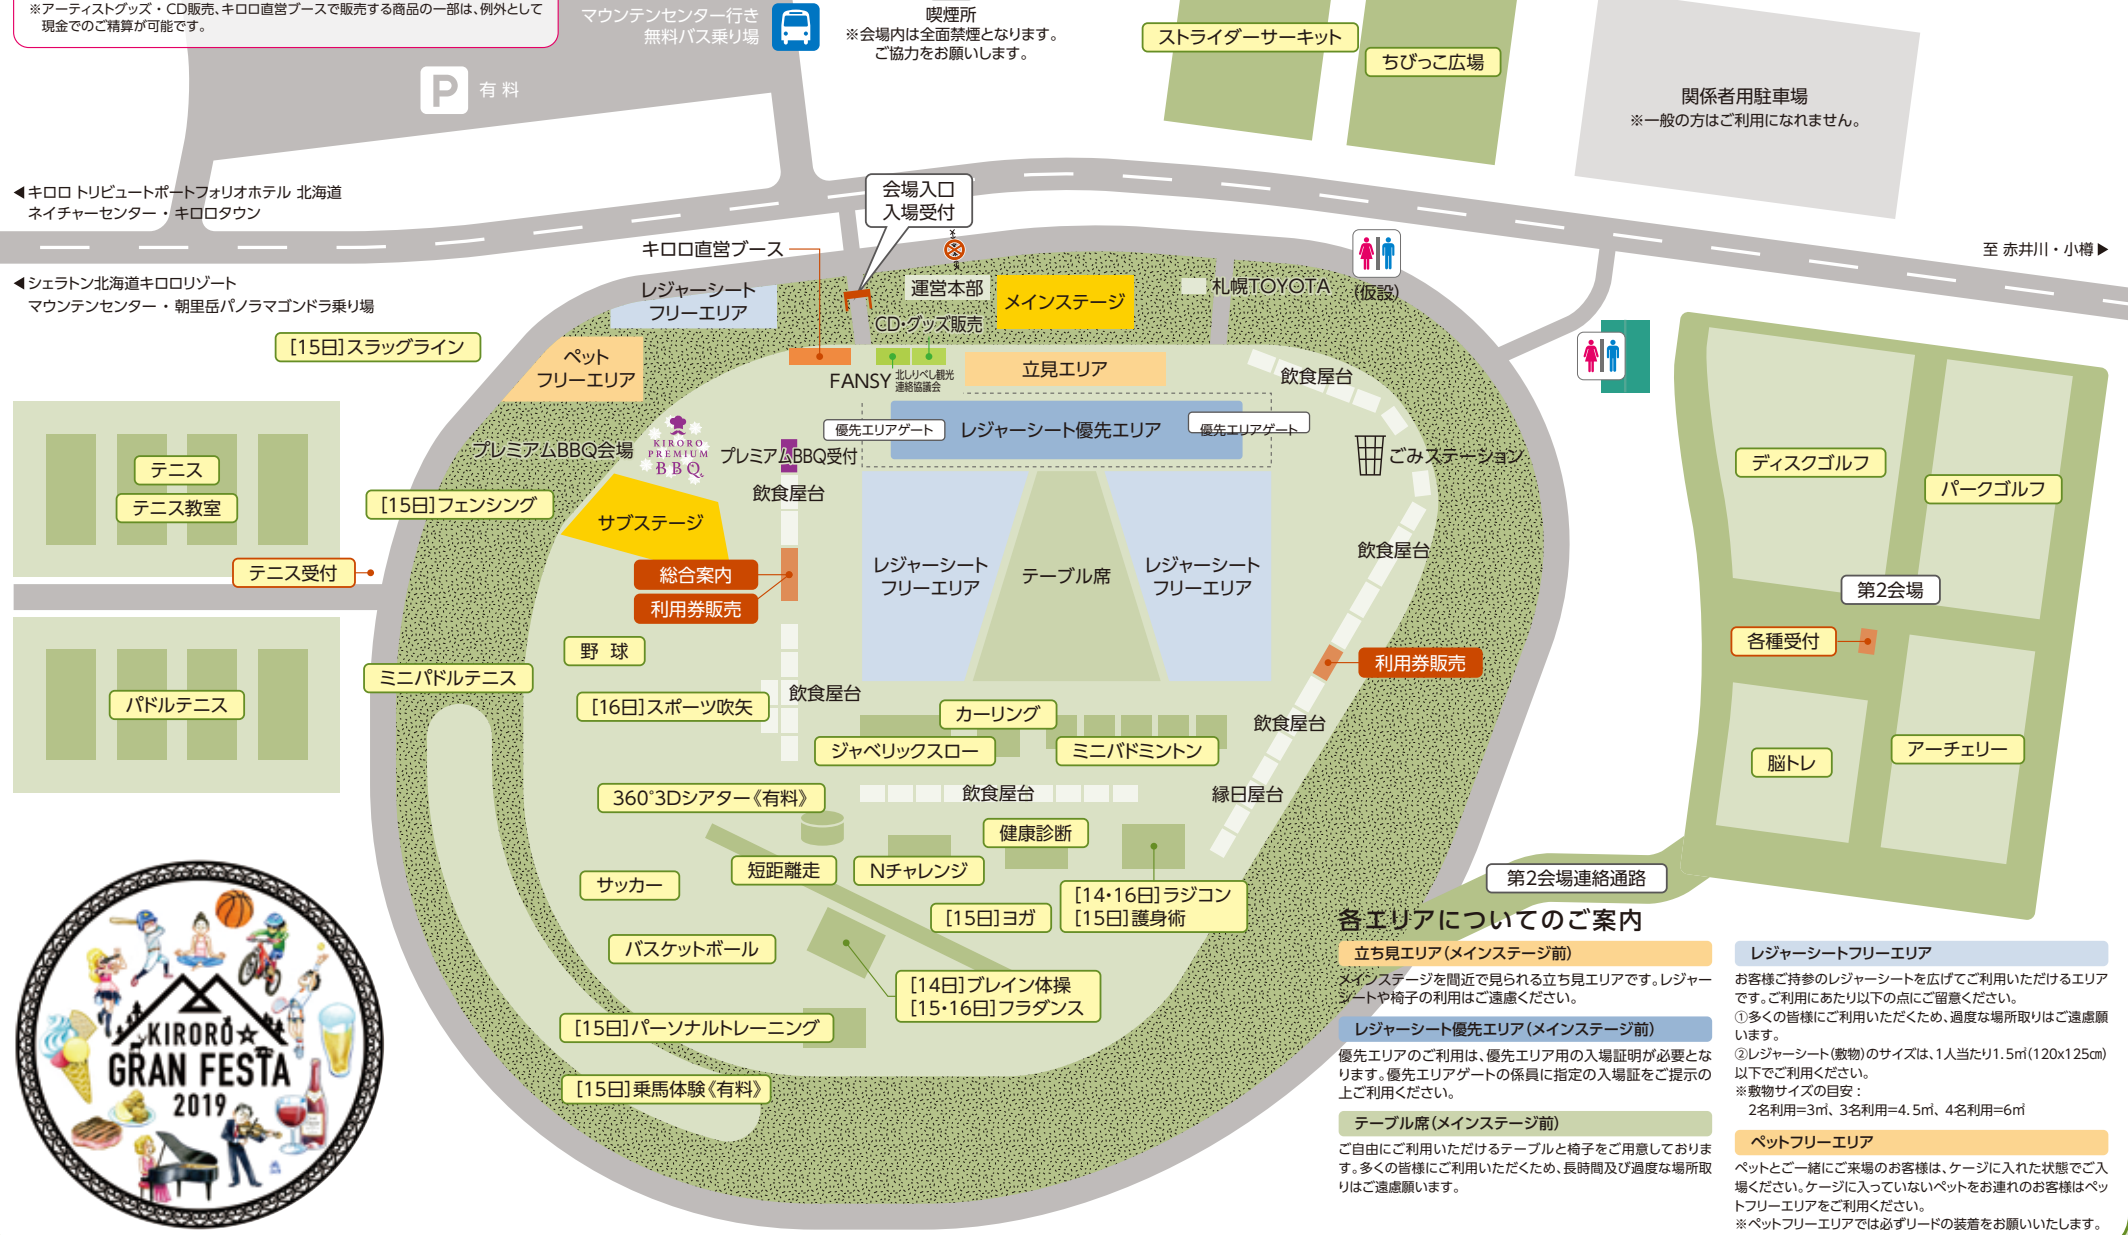 ※アーティストグッズ・CD販売、キロロ直営ブースで販売する商品の一部は、例外として
現金でのご精算が可能です。
マウンテンセンター行き
無料バス乗り場
喫煙所
※会場内は全面禁煙となります。
ご協力をお願いします。
P 有料
ストライダーサーキット
ちびっこ広場
関係者用駐車場
※一般の方はご利用になれません。
◀キロロ トリビュートポートフォリオホテル 北海道
ネイチャーセンター・キロロタウン
会場入口
入場受付
キロロ直営ブース
至 赤井川・小樽▶
◀シェラトン北海道キロロリゾート
マウンテンセンター・朝里岳パノラマゴンドラ乗り場
レジャーシート
フリーエリア
運営本部
メインステージ
札幌TOYOTA
(仮設)
CD・グッズ販売
[15日]スラッグライン
ペット
フリーエリア
FANSY
北しりべし観光
連絡協議会
立見エリア
飲食屋台
優先エリアゲート
レジャーシート優先エリア
優先エリアゲート
プレミアムBBQ会場
KIRORO
PREMIUM
BBQ
プレミアムBBQ受付
ごみステーション
テニス
テニス教室
[15日]フェンシング
飲食屋台
サブステージ
テニス受付
総合案内
利用券販売
レジャーシート
フリーエリア
テーブル席
レジャーシート
フリーエリア
飲食屋台
ディスクゴルフ
パークゴルフ
第2会場
各種受付
野 球
利用券販売
ミニパドルテニス
パドルテニス
[16日]スポーツ吹矢
飲食屋台
カーリング
飲食屋台
ジャベリックスロー
ミニバドミントン
脳トレ
アーチェリー
360°3Dシアター《有料》
飲食屋台
縁日屋台
健康診断
短距離走
Nチャレンジ
サッカー
[14・16日]ラジコン
[15日]護身術
[15日]ヨガ
第2会場連絡通路
バスケットボール
[14日]ブレイン体操
[15・16日]フラダンス
[15日]パーソナルトレーニング
[15日]乗馬体験《有料》
KIRORO☆
GRAN FESTA
2019
各エリアについてのご案内
立ち見エリア(メインステージ前)
メインステージを間近で見られる立ち見エリアです。レジャー
シートや椅子の利用はご遠慮ください。
レジャーシート優先エリア(メインステージ前)
優先エリアのご利用は、優先エリア用の入場証明が必要とな
ります。優先エリアゲートの係員に指定の入場証をご提示の
上ご利用ください。
テーブル席(メインステージ前)
ご自由にご利用いただけるテーブルと椅子をご用意しておりま
す。多くの皆様にご利用いただくため、長時間及び過度な場所取
りはご遠慮願います。
レジャーシートフリーエリア
お客様ご持参のレジャーシートを広げてご利用いただけるエリア
です。ご利用にあたり以下の点にご留意ください。
①多くの皆様にご利用いただくため、過度な場所取りはご遠慮願
います。
②レジャーシート(敷物)のサイズは、1人当たり1.5㎡(120x125㎝)
以下でご利用ください。
※敷物サイズの目安：
2名利用=3㎡、3名利用=4.5㎡、4名利用=6㎡
ペットフリーエリア
ペットとご一緒にご来場のお客様は、ケージに入れた状態でご入
場ください。ケージに入っていないペットをお連れのお客様はペッ
トフリーエリアをご利用ください。
※ペットフリーエリアでは必ずリードの装着をお願いいたします。